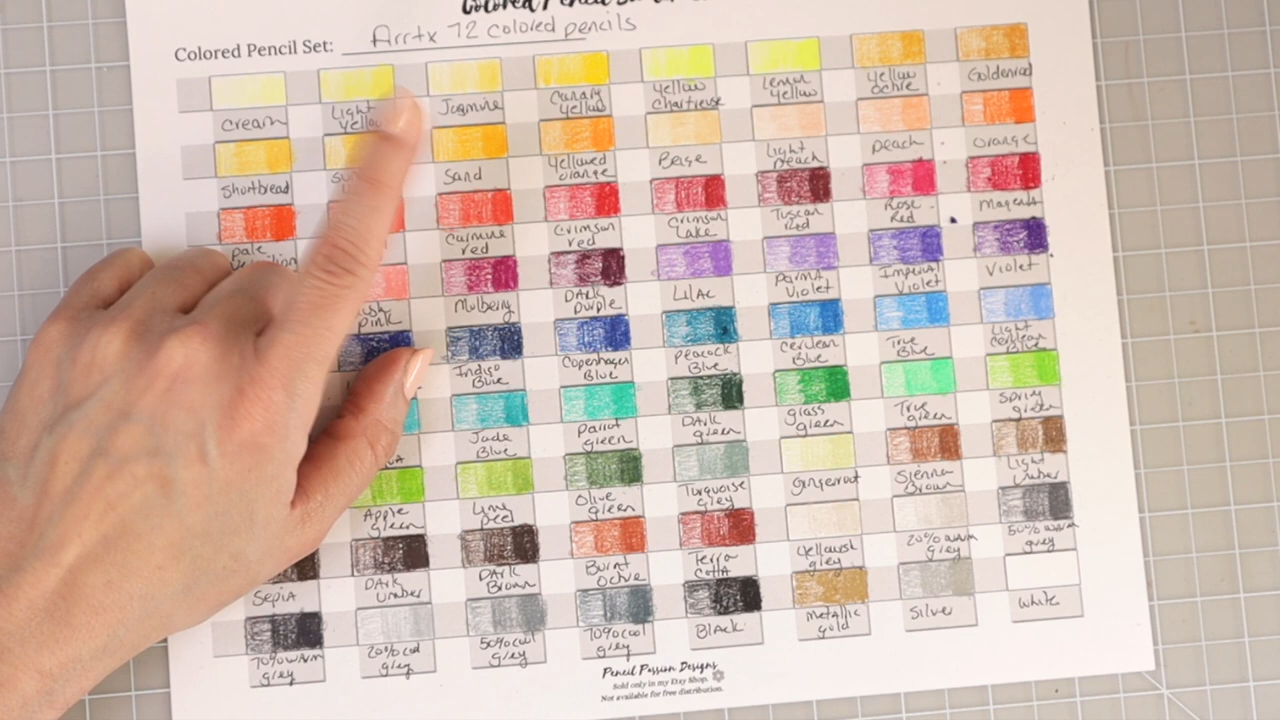 Colored Pencil Set: Arrtx 72 colored pencils
cream
Light yellow
Jasmine
Canary yellow
yellow chartreuse
Lemon yellow
yellow ochre
Goldenrod
shortbread
sand
yellowed orange
Beige
Light peach
peach
orange
pale
Carmine red
Crimson red
Crimson Lake
Tuscan Red
Rose Red
Magenta
pink
Mulberry
DARK purple
LiLAC
PARMA violet
Imperial Violet
Violet
Indigo Blue
Copenhagen Blue
Peacock Blue
Cerulean Blue
True Blue
Light cerulean Blue
Jade Blue
parrot green
DARK green
grass green
True green
Spring green
Apple green
Lime peel
Olive green
Turquoise grey
gingerroot
Sienna Brown
Light umber
SepiA
DARK umber
DARK Brown
Burnt ochre
Terra cottA
yellowish grey
20% warm grey
50% warm grey
70% warm grey
20% cool grey
50% cool grey
70% cool grey
BLACK
metallic gold
silver
white
Pencil Passion Designs
Sold only in my Etsy Shop.
Not available for free distribution.